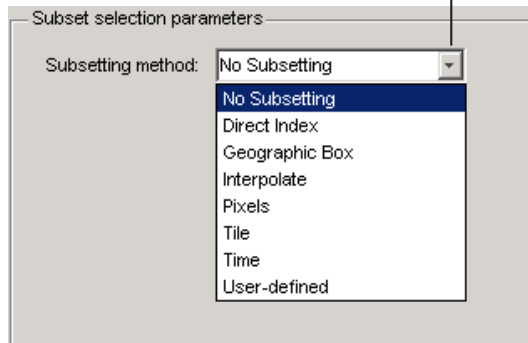 Subset selection parameters
Subsetting method: No Subsetting
No Subsetting
Direct Index
Geographic Box
Interpolate
Pixels
Tile
Time
User-defined